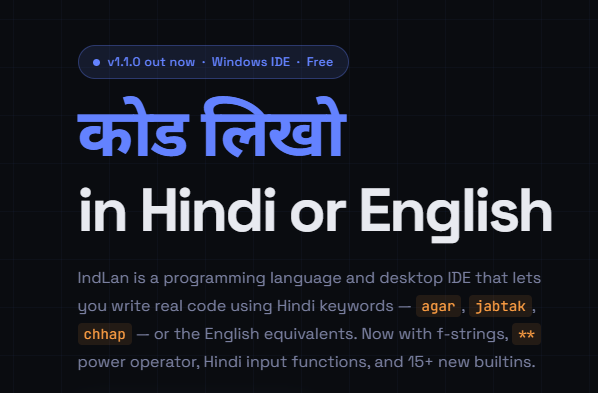 v1.1.0 out now · Windows IDE · Free
कोड लिखो
in Hindi or English
IndLan is a programming language and desktop IDE that lets
you write real code using Hindi keywords — agar, jabtak,
chhap — or the English equivalents. Now with f-strings, **
power operator, Hindi input functions, and 15+ new builtins.